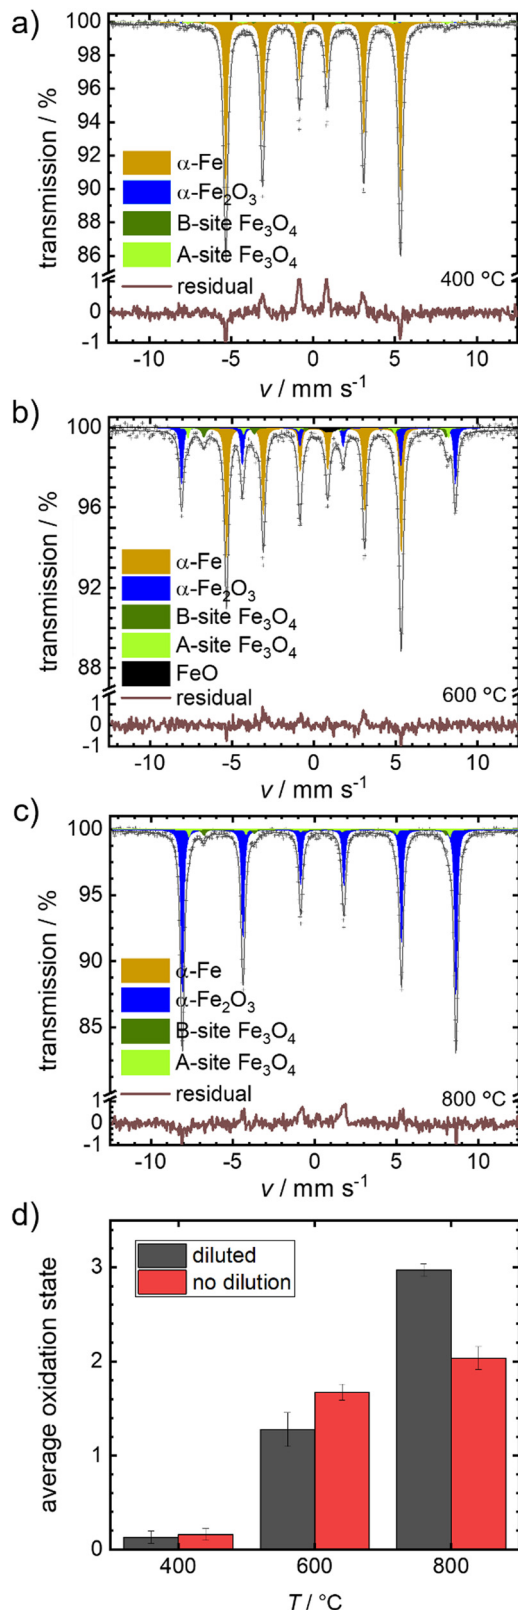 a)
100
98
96
94
92
90
88
86
transmission / %
α-Fe
α-Fe₂O₃
B-site Fe₃O₄
A-site Fe₃O₄
residual
400 °C
1
0
-1
-10 -5 0 5 10
v / mm s⁻¹
b)
100
96
92
88
transmission / %
α-Fe
α-Fe₂O₃
B-site Fe₃O₄
A-site Fe₃O₄
FeO
residual
600 °C
1
0
-1
-10 -5 0 5 10
v / mm s⁻¹
c)
100
95
90
85
transmission / %
α-Fe
α-Fe₂O₃
B-site Fe₃O₄
A-site Fe₃O₄
residual
800 °C
1
0
-1
-10 -5 0 5 10
v / mm s⁻¹
d)
diluted
no dilution
3
2
1
0
average oxidation state
400 600 800
T / °C